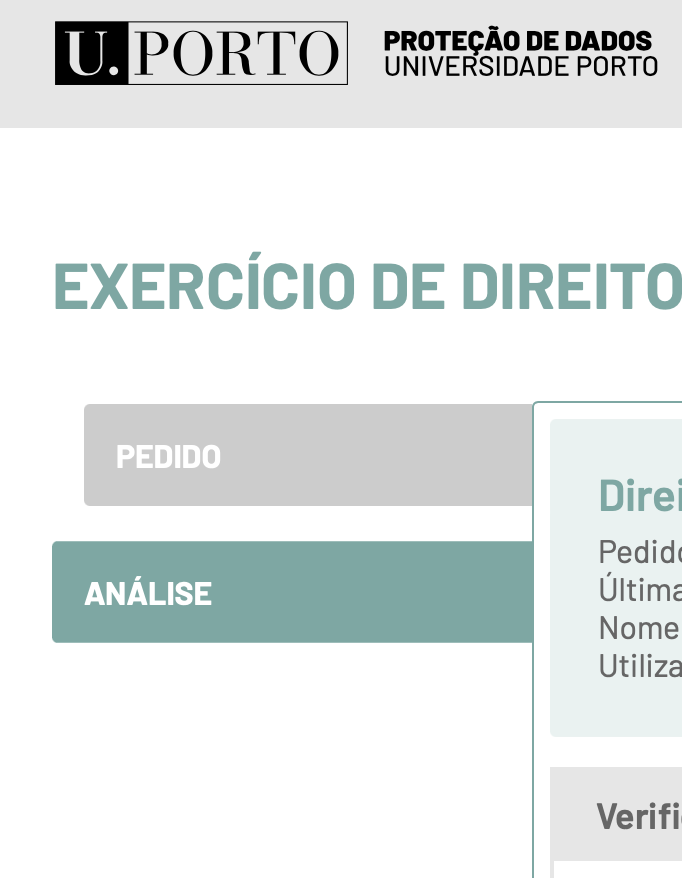 U.PORTO
PROTEÇÃO DE DADOS
UNIVERSIDADE PORTO
EXERCÍCIO DE DIREITO
PEDIDO
ANÁLISE
Direi
Pedido
Última
Nome
Utiliza
Verifi